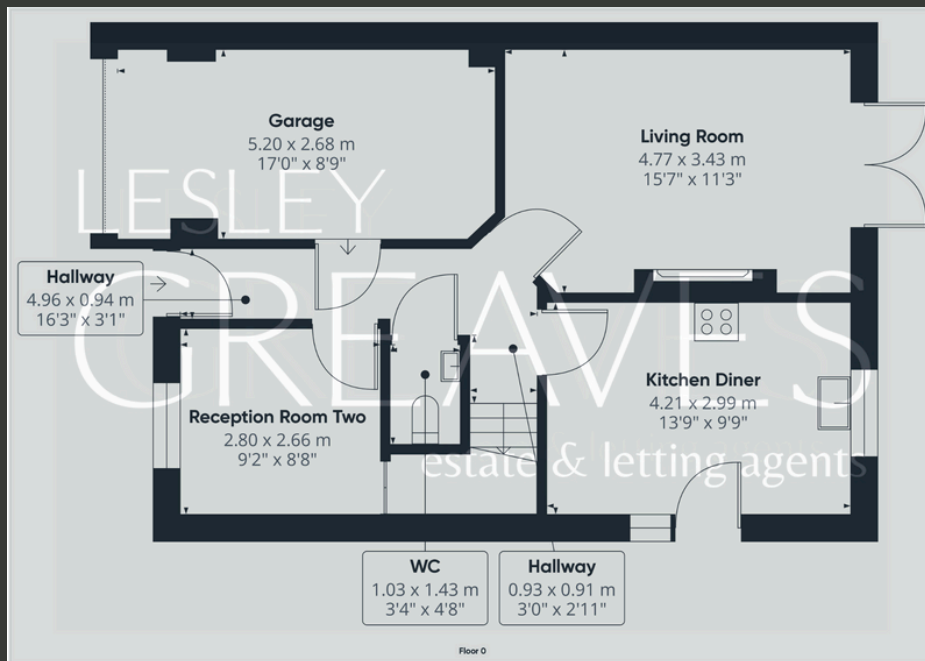 Garage
5.20 x 2.68 m
17'0" x 8'9"
Living Room
4.77 x 3.43 m
15'7" x 11'3"
LESLEY
GREAVES
estate & letting agents
Hallway
4.96 x 0.94 m
16'3" x 3'1"
Kitchen Diner
4.21 x 2.99 m
13'9" x 9'9"
Reception Room Two
2.80 x 2.66 m
9'2" x 8'8"
WC
1.03 x 1.43 m
3'4" x 4'8"
Hallway
0.93 x 0.91 m
3'0" x 2'11"
Floor 0